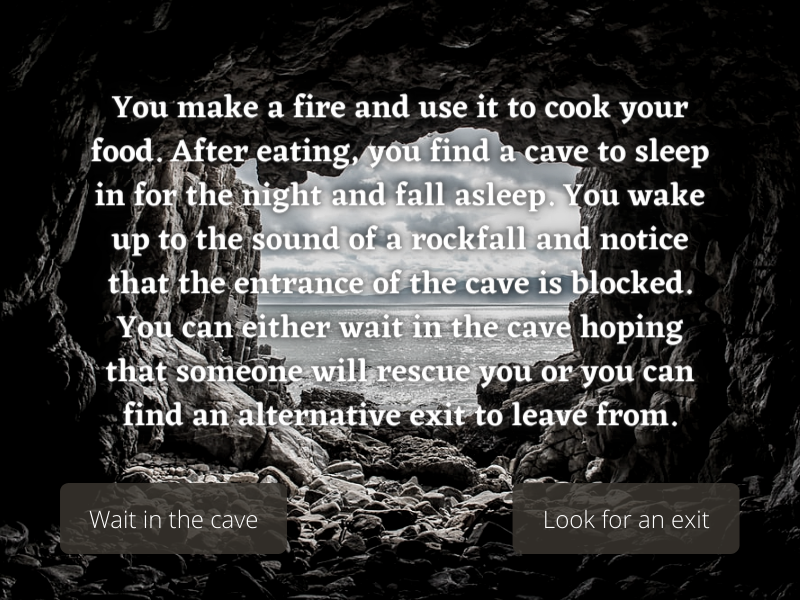 You make a fire and use it to cook your
food. After eating, you find a cave to sleep
in for the night and fall asleep. You wake
up to the sound of a rockfall and notice
that the entrance of the cave is blocked.
You can either wait in the cave hoping
that someone will rescue you or you can
find an alternative exit to leave from.
Wait in the cave
Look for an exit